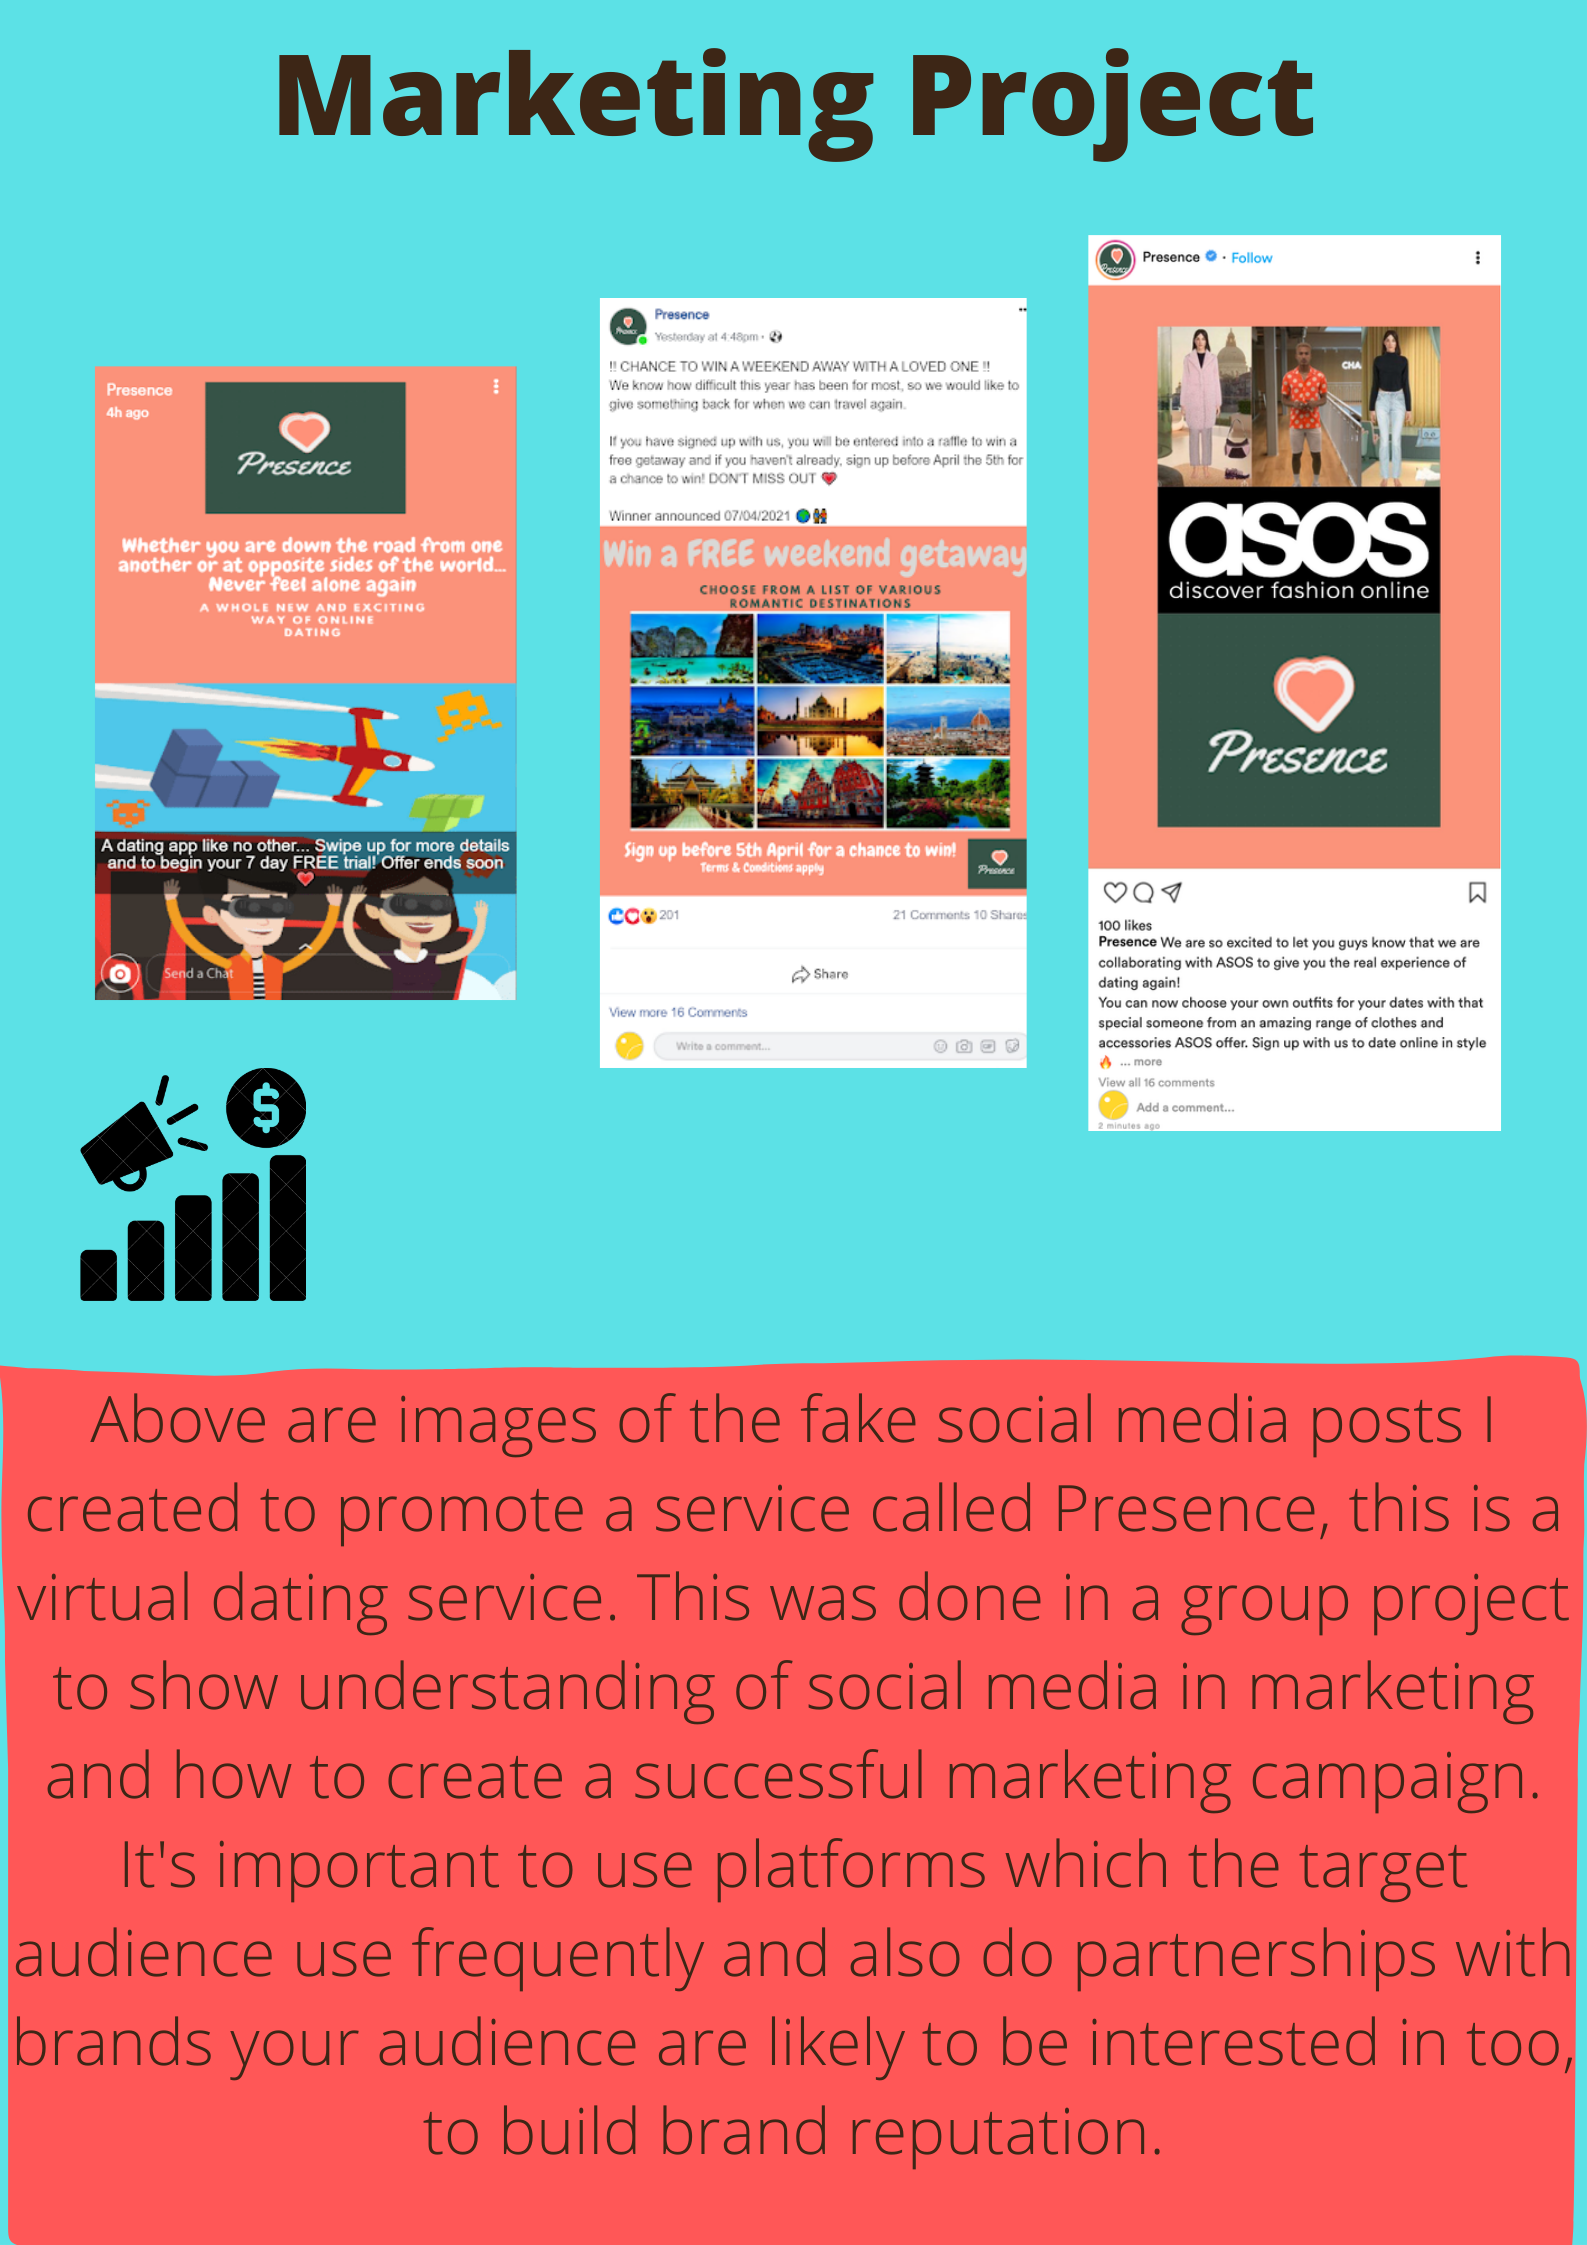 Marketing Project
Presence
4h ago
Presence
Whether you are down the road from one
another or at opposite sides of the world...
Never feel alone again
A WHOLE NEW AND EXCITING
WAY OF ONLINE
DATING
A dating app like no other... Swipe up for more details
and to begin your 7 day FREE trial! Offer ends soon
Send a Chat
Presence
Presence
Yesterday at 4:48pm ·
!! CHANCE TO WIN A WEEKEND AWAY WITH A LOVED ONE !!
We know how difficult this year has been for most, so we would like to
give something back for when we can travel again.
If you have signed up with us, you will be entered into a raffle to win a
free getaway and if you haven't already, sign up before April the 5th for
a chance to win! DON'T MISS OUT
Winner announced 07/04/2021
Win a FREE weekend getaway
CHOOSE FROM A LIST OF VARIOUS
ROMANTIC DESTINATIONS
Sign up before 5th April for a chance to win!
Terms & Conditions apply
Presence
201
21 Comments 10 Shares
Share
View more 16 Comments
Write a comment...
GIF
Presence
Presence · Follow
CHA
asos
discover fashion online
Presence
100 likes
Presence We are so excited to let you guys know that we are
collaborating with ASOS to give you the real experience of
dating again!
You can now choose your own outfits for your dates with that
special someone from an amazing range of clothes and
accessories ASOS offer. Sign up with us to date online in style
🔥 ... more
View all 16 comments
Add a comment...
2 minutes ago
$
Above are images of the fake social media posts I
created to promote a service called Presence, this is a
virtual dating service. This was done in a group project
to show understanding of social media in marketing
and how to create a successful marketing campaign.
It's important to use platforms which the target
audience use frequently and also do partnerships with
brands your audience are likely to be interested in too,
to build brand reputation.